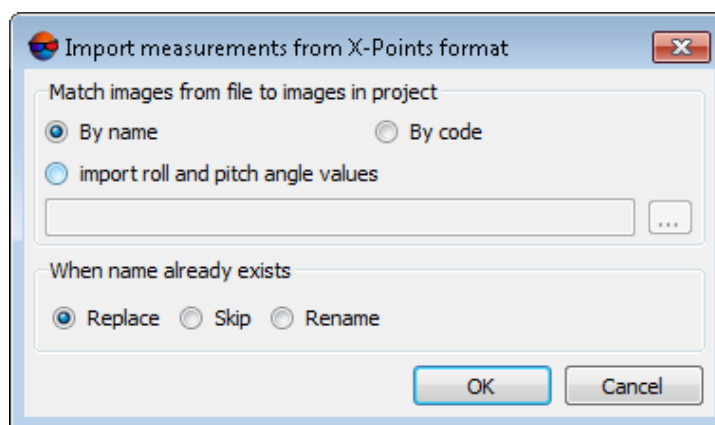 Import measurements from X-Points format
Match images from file to images in project
By name By code
import roll and pitch angle values
...
When name already exists
Replace Skip Rename
OK Cancel